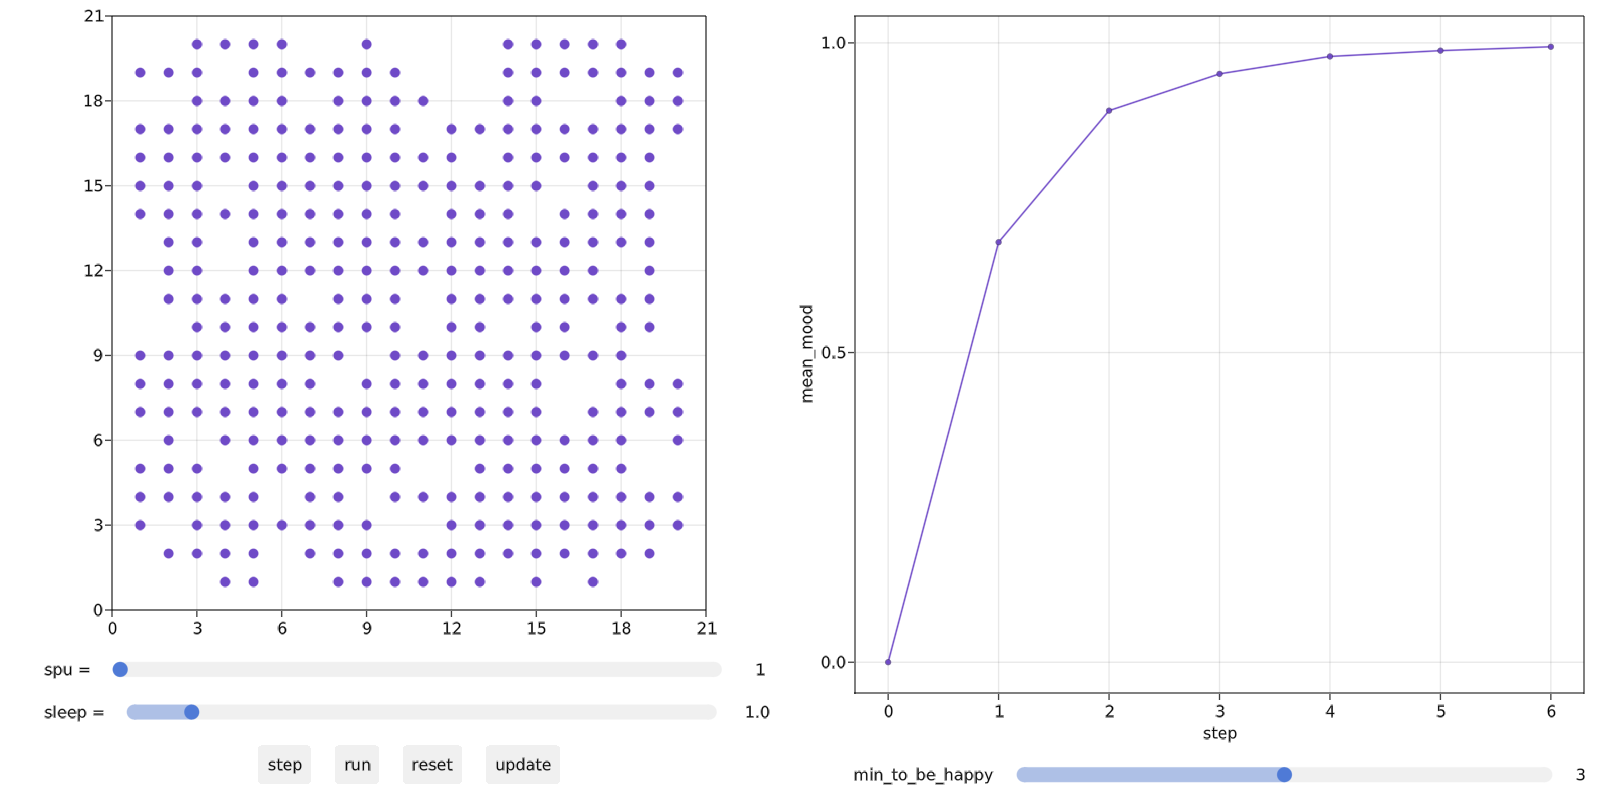 21
18
15
12
9
6
3
0
0 3 6 9 12 15 18 21
spu = 1
sleep = 1.0
step run reset update
1.0
0.5
0.0
mean_mood
0 1 2 3 4 5 6
step
min_to_be_happy 3